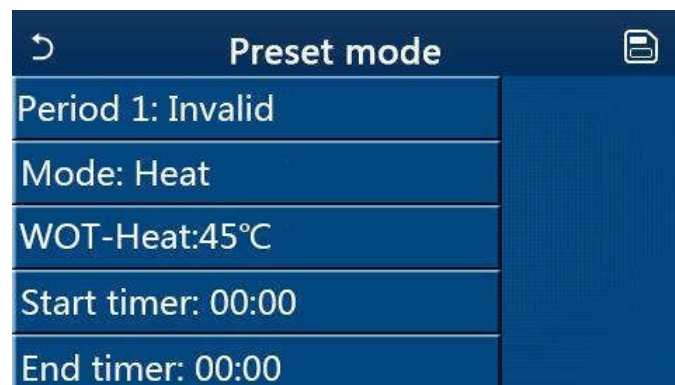 Preset mode
Period 1: Invalid
Mode: Heat
WOT-Heat:45℃
Start timer: 00:00
End timer: 00:00